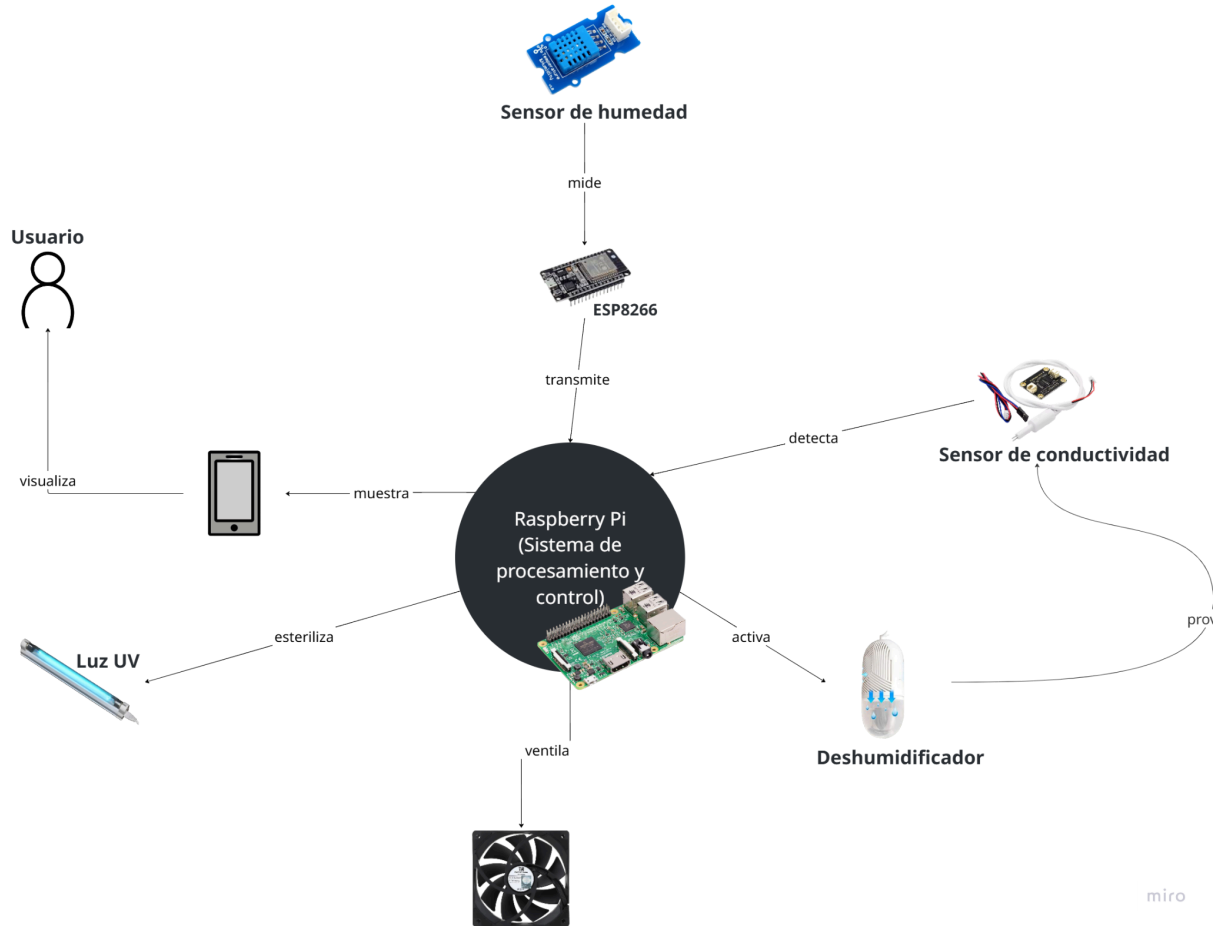 Sensor de humedad
mide
Usuario
ESP8266
transmite
detecta
Sensor de conductividad
visualiza
muestra
Raspberry Pi
(Sistema de
procesamiento y
control)
prov
esteriliza
activa
Luz UV
ventila
Deshumidificador
miro